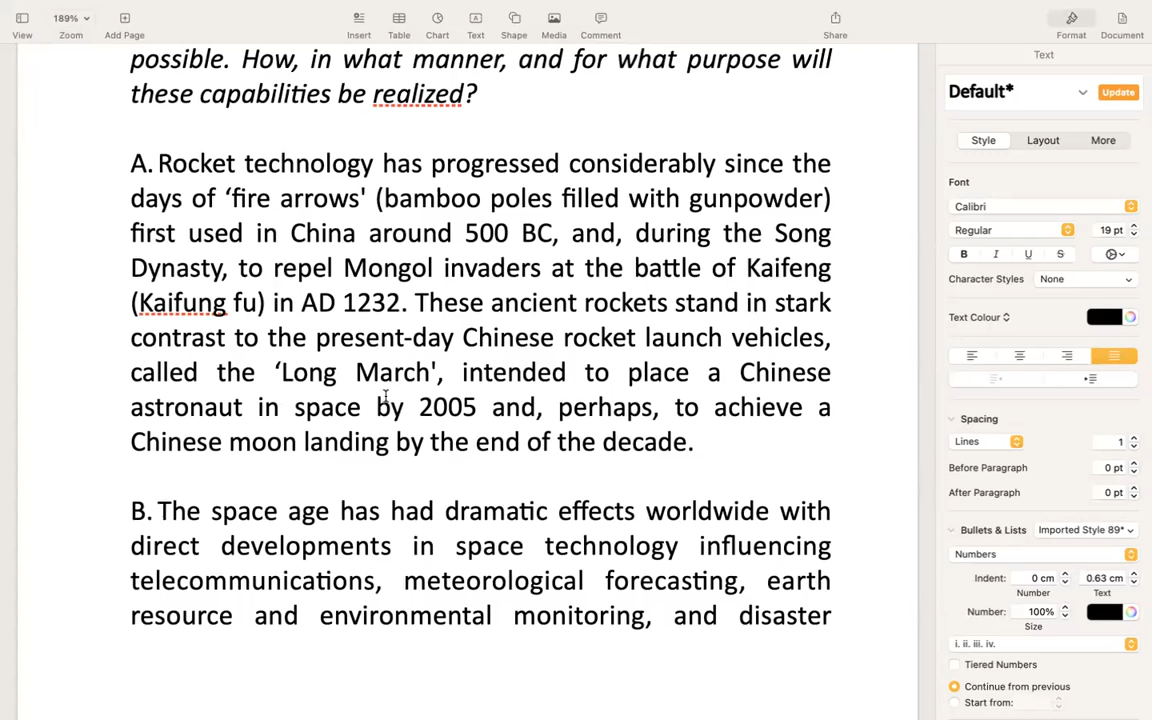 189%
View
Zoom
Add Page
Insert
Table
Chart
Text
Shape
Media
Comment
Share
Format
Document
possible. How, in what manner, and for what purpose will
these capabilities be realized?
A. Rocket technology has progressed considerably since the
days of ‘fire arrows' (bamboo poles filled with gunpowder)
first used in China around 500 BC, and, during the Song
Dynasty, to repel Mongol invaders at the battle of Kaifeng
(Kaifung fu) in AD 1232. These ancient rockets stand in stark
contrast to the present-day Chinese rocket launch vehicles,
called the ‘Long March', intended to place a Chinese
astronaut in space by 2005 and, perhaps, to achieve a
Chinese moon landing by the end of the decade.
B. The space age has had dramatic effects worldwide with
direct developments in space technology influencing
telecommunications, meteorological forecasting, earth
resource and environmental monitoring, and disaster
Text
Default*
Update
Style
Layout
More
Font
Calibri
Regular
19 pt
B I U S
Character Styles
None
Text Colour
Spacing
Lines
1
Before Paragraph
0 pt
After Paragraph
0 pt
Bullets & Lists
Imported Style 89*
Numbers
Indent:
0 cm
0.63 cm
Number
Text
Number:
100%
Size
i. ii. iii. iv.
Tiered Numbers
Continue from previous
Start from: